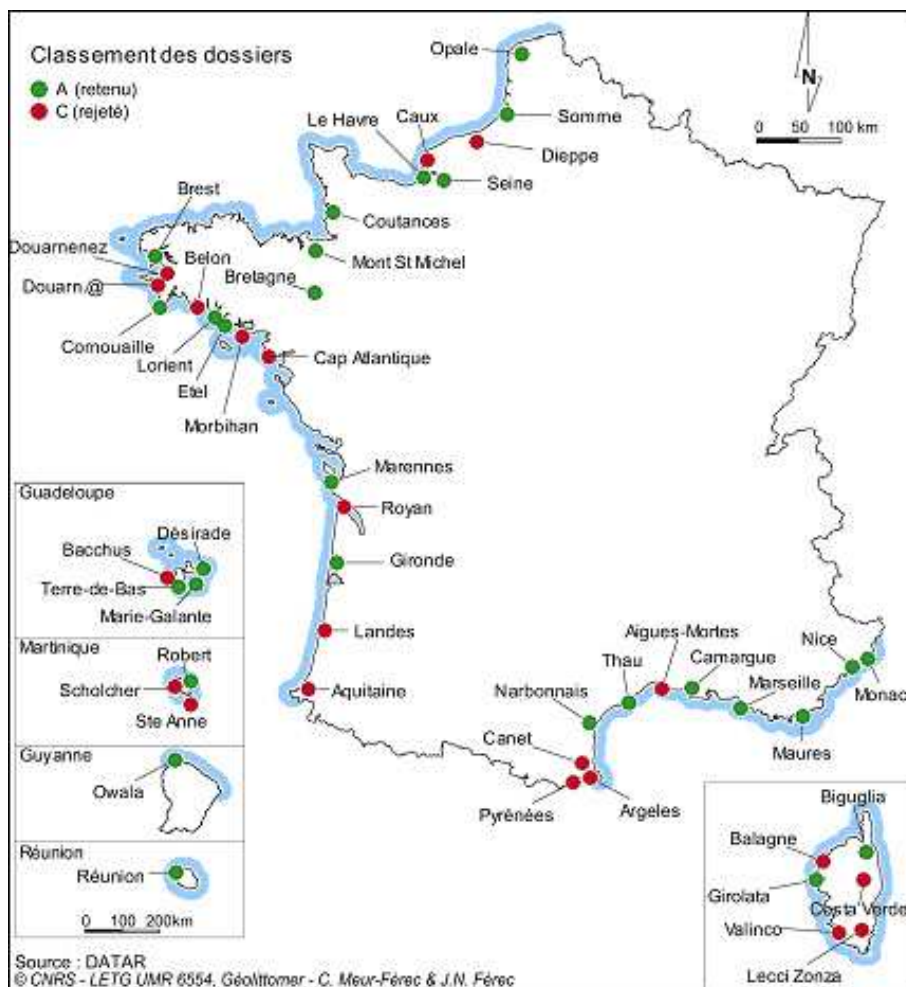 Classement des dossiers
A (retenu)
C (rejeté)
Opale
N
0 50 100 km
Somme
Le Havre
Caux
Dieppe
Seine
Brest
Coutances
Douarnenez
Belon
Mont St Michel
Bretagne
Douarn.@
Cornouaille
Lorient
Etel
Cap Atlantique
Morbihan
Marennes
Royan
Gironde
Landes
Aquitaine
Aigues-Mortes
Nice
Thau
Camargue
Narbonnais
Marseille
Monac
Canet
Maures
Pyrénées
Argeles
Guadeloupe
Désirade
Bacchus
Terre-de-Bas
Marie-Galante
Martinique
Robert
Scholcher
Ste Anne
Guyanne
Owala
Réunion
Réunion
0 100 200km
Biguglia
Balagne
Girolata
Costa Verde
Valinco
Lecci Zonza
Source : DATAR
© CNRS - LETG UMR 6554, Géolittomer - C. Meur-Férec & J.N. Férec